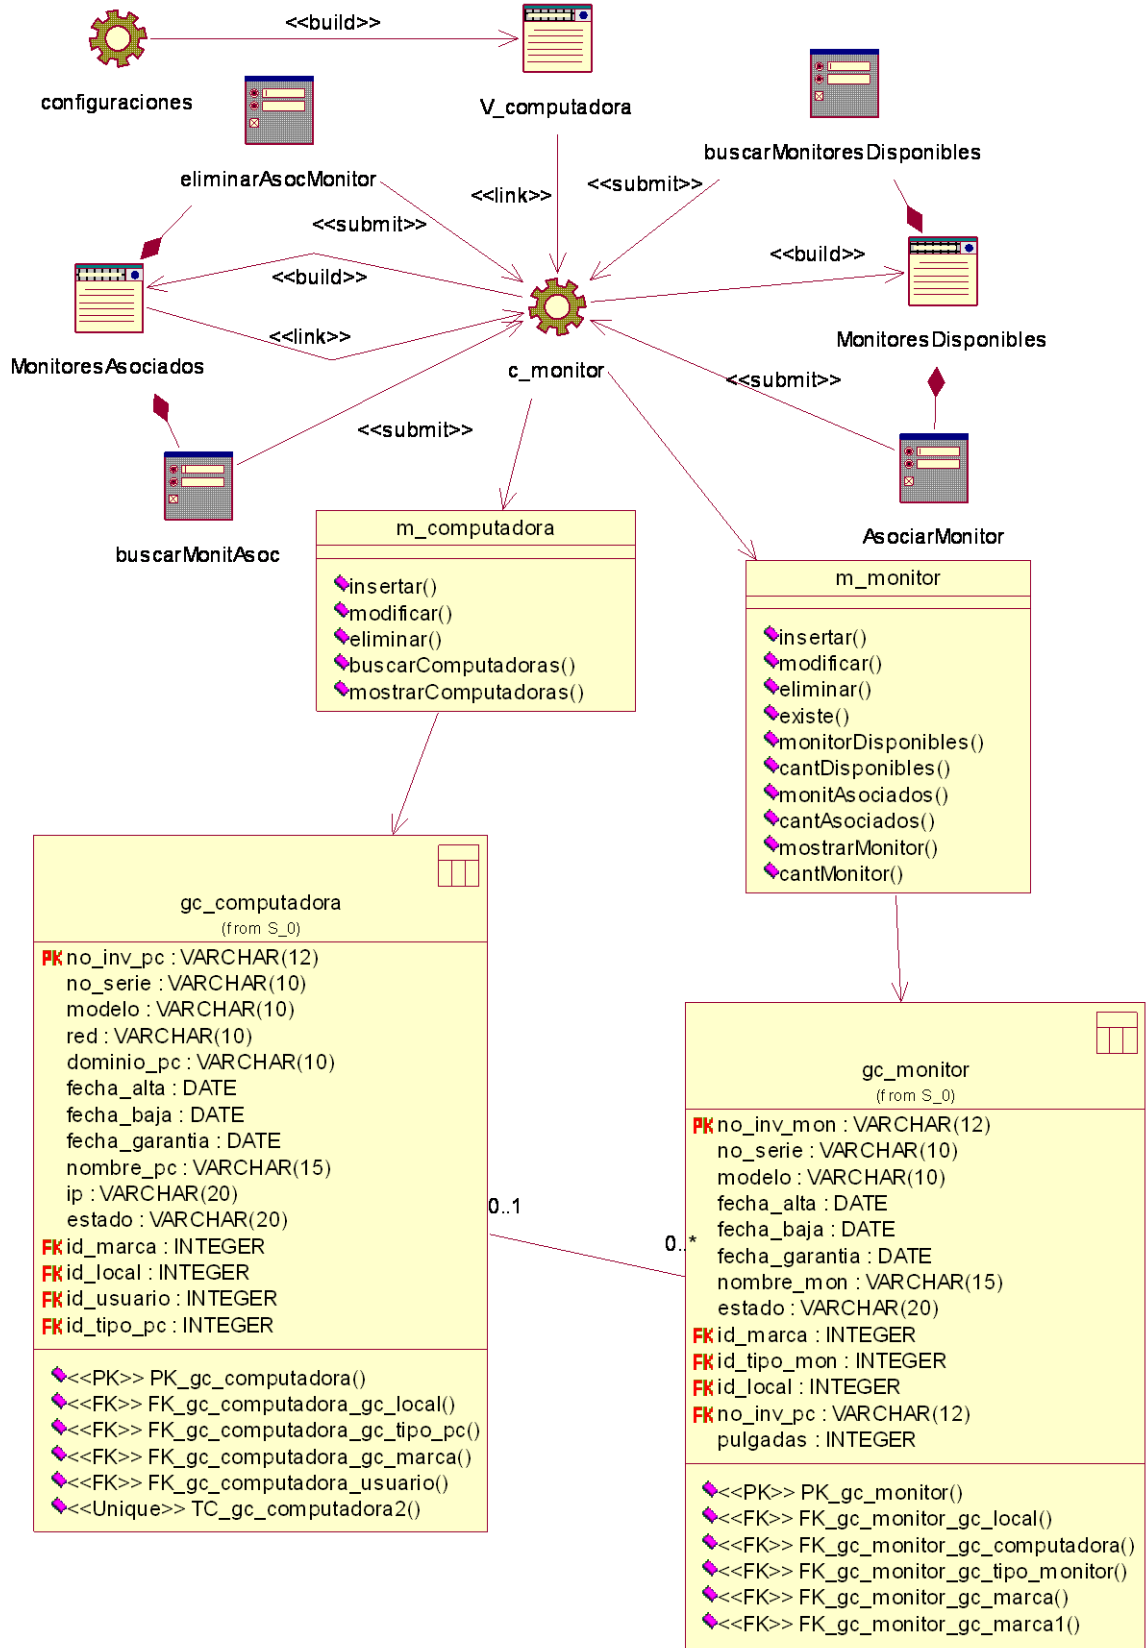 <<build>>
configuraciones
V_computadora
eliminarAsocMonitor
buscarMonitoresDisponibles
<<link>>
<<submit>>
<<submit>>
<<build>>
<<build>>
<<link>>
MonitoresAsociados
c_monitor
MonitoresDisponibles
<<submit>>
<<submit>>
buscarMonitAsoc
AsociarMonitor
m_computadora
insertar()
modificar()
eliminar()
buscarComputadoras()
mostrarComputadoras()
m_monitor
insertar()
modificar()
eliminar()
existe()
monitorDisponibles()
cantDisponibles()
monitAsociados()
cantAsociados()
mostrarMonitor()
cantMonitor()
gc_computadora
(from S_0)
PK no_inv_pc : VARCHAR(12)
no_serie : VARCHAR(10)
modelo : VARCHAR(10)
red : VARCHAR(10)
dominio_pc : VARCHAR(10)
fecha_alta : DATE
fecha_baja : DATE
fecha_garantia : DATE
nombre_pc : VARCHAR(15)
ip : VARCHAR(20)
estado : VARCHAR(20)
FK id_marca : INTEGER
FK id_local : INTEGER
FK id_usuario : INTEGER
FK id_tipo_pc : INTEGER
<<PK>> PK_gc_computadora()
<<FK>> FK_gc_computadora_gc_local()
<<FK>> FK_gc_computadora_gc_tipo_pc()
<<FK>> FK_gc_computadora_gc_marca()
<<FK>> FK_gc_computadora_usuario()
<<Unique>> TC_gc_computadora2()
0..1
0..*
gc_monitor
(from S_0)
PK no_inv_mon : VARCHAR(12)
no_serie : VARCHAR(10)
modelo : VARCHAR(10)
fecha_alta : DATE
fecha_baja : DATE
fecha_garantia : DATE
nombre_mon : VARCHAR(15)
estado : VARCHAR(20)
FK id_marca : INTEGER
FK id_tipo_mon : INTEGER
FK id_local : INTEGER
FK no_inv_pc : VARCHAR(12)
pulgadas : INTEGER
<<PK>> PK_gc_monitor()
<<FK>> FK_gc_monitor_gc_local()
<<FK>> FK_gc_monitor_gc_computadora()
<<FK>> FK_gc_monitor_gc_tipo_monitor()
<<FK>> FK_gc_monitor_gc_marca()
<<FK>> FK_gc_monitor_gc_marca1()